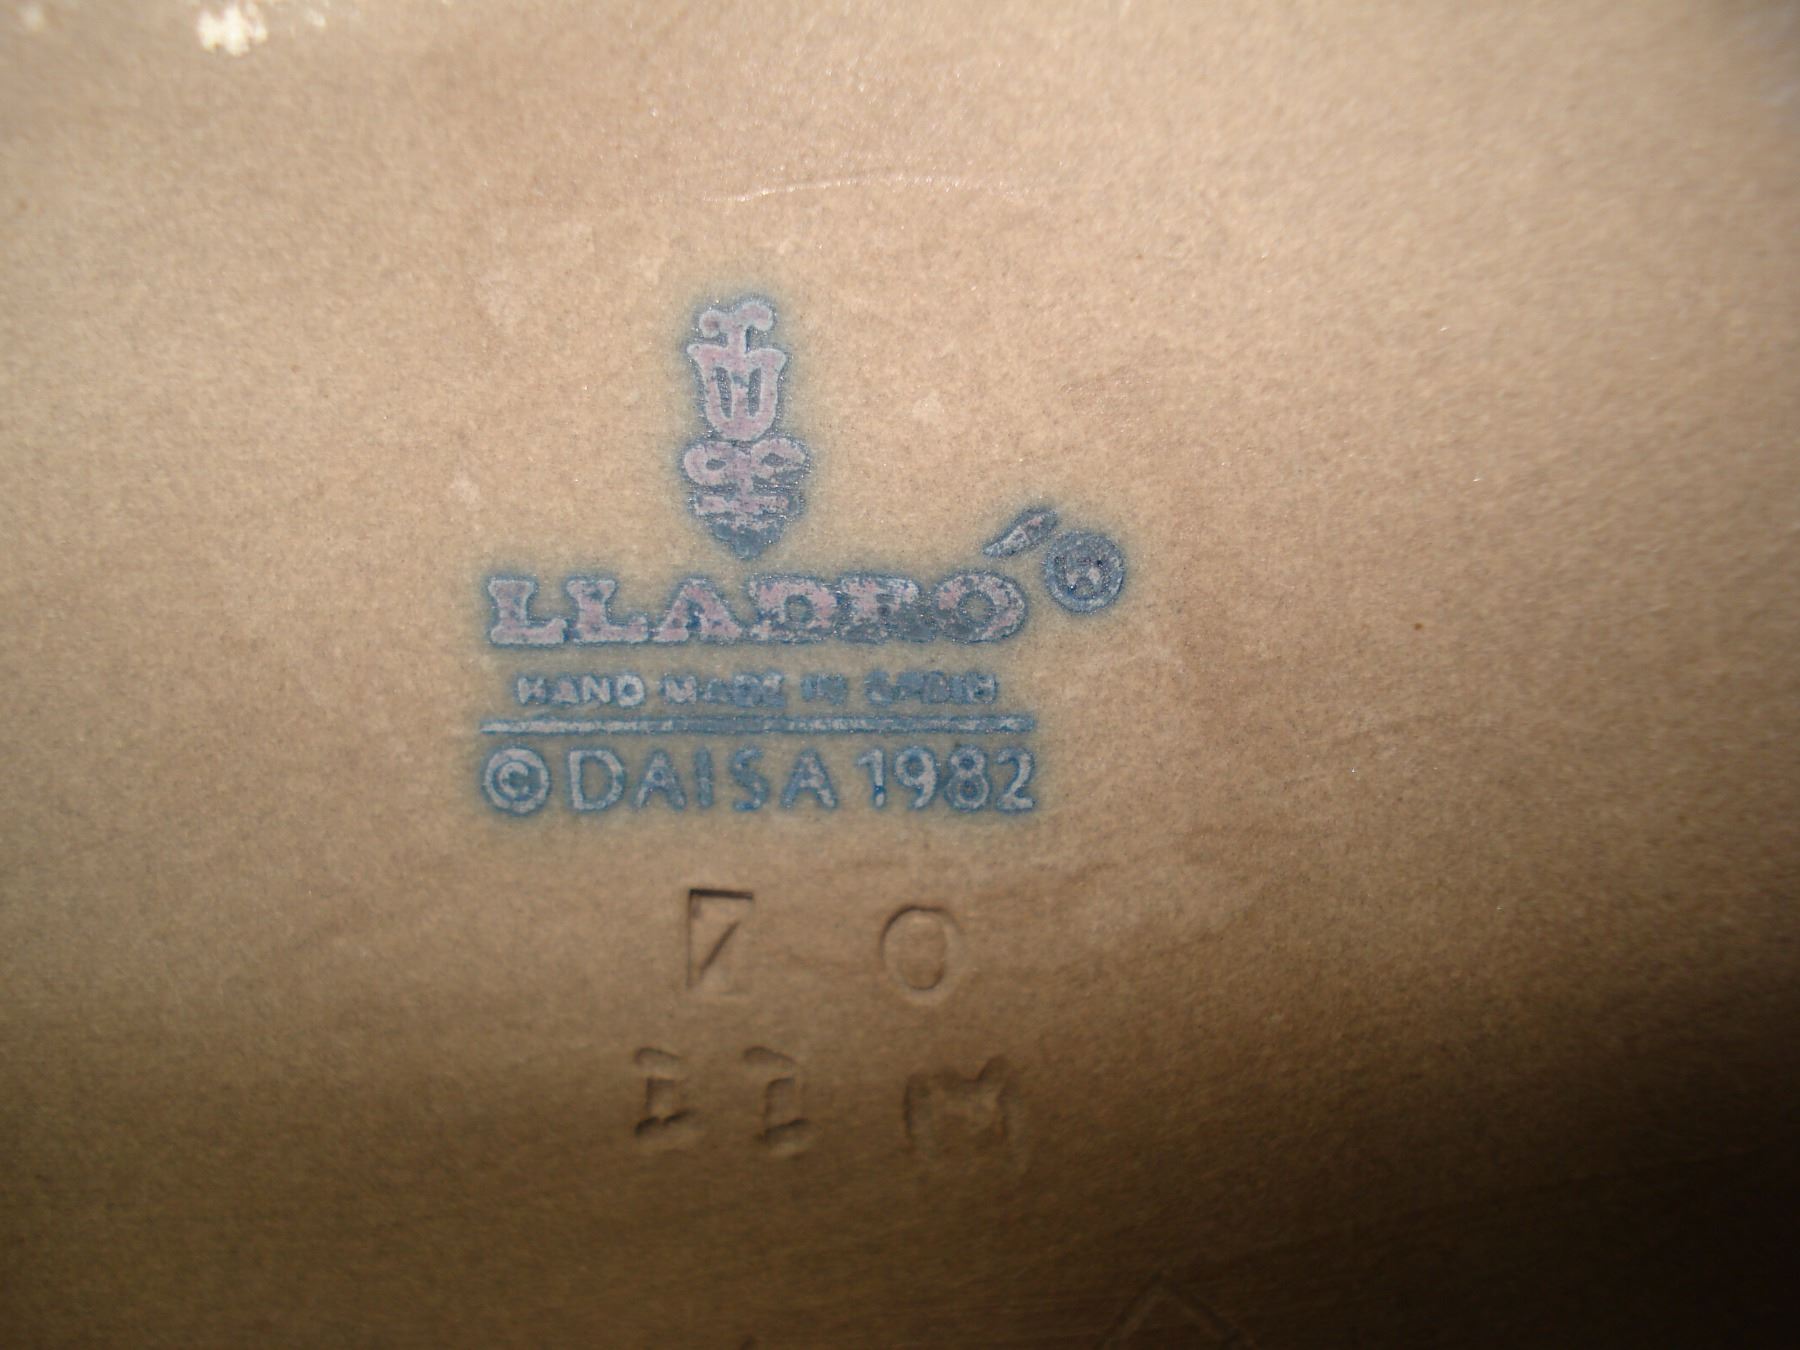 LLADRÓ®
HAND MADE IN SPAIN
© DAISA 1982
Z O